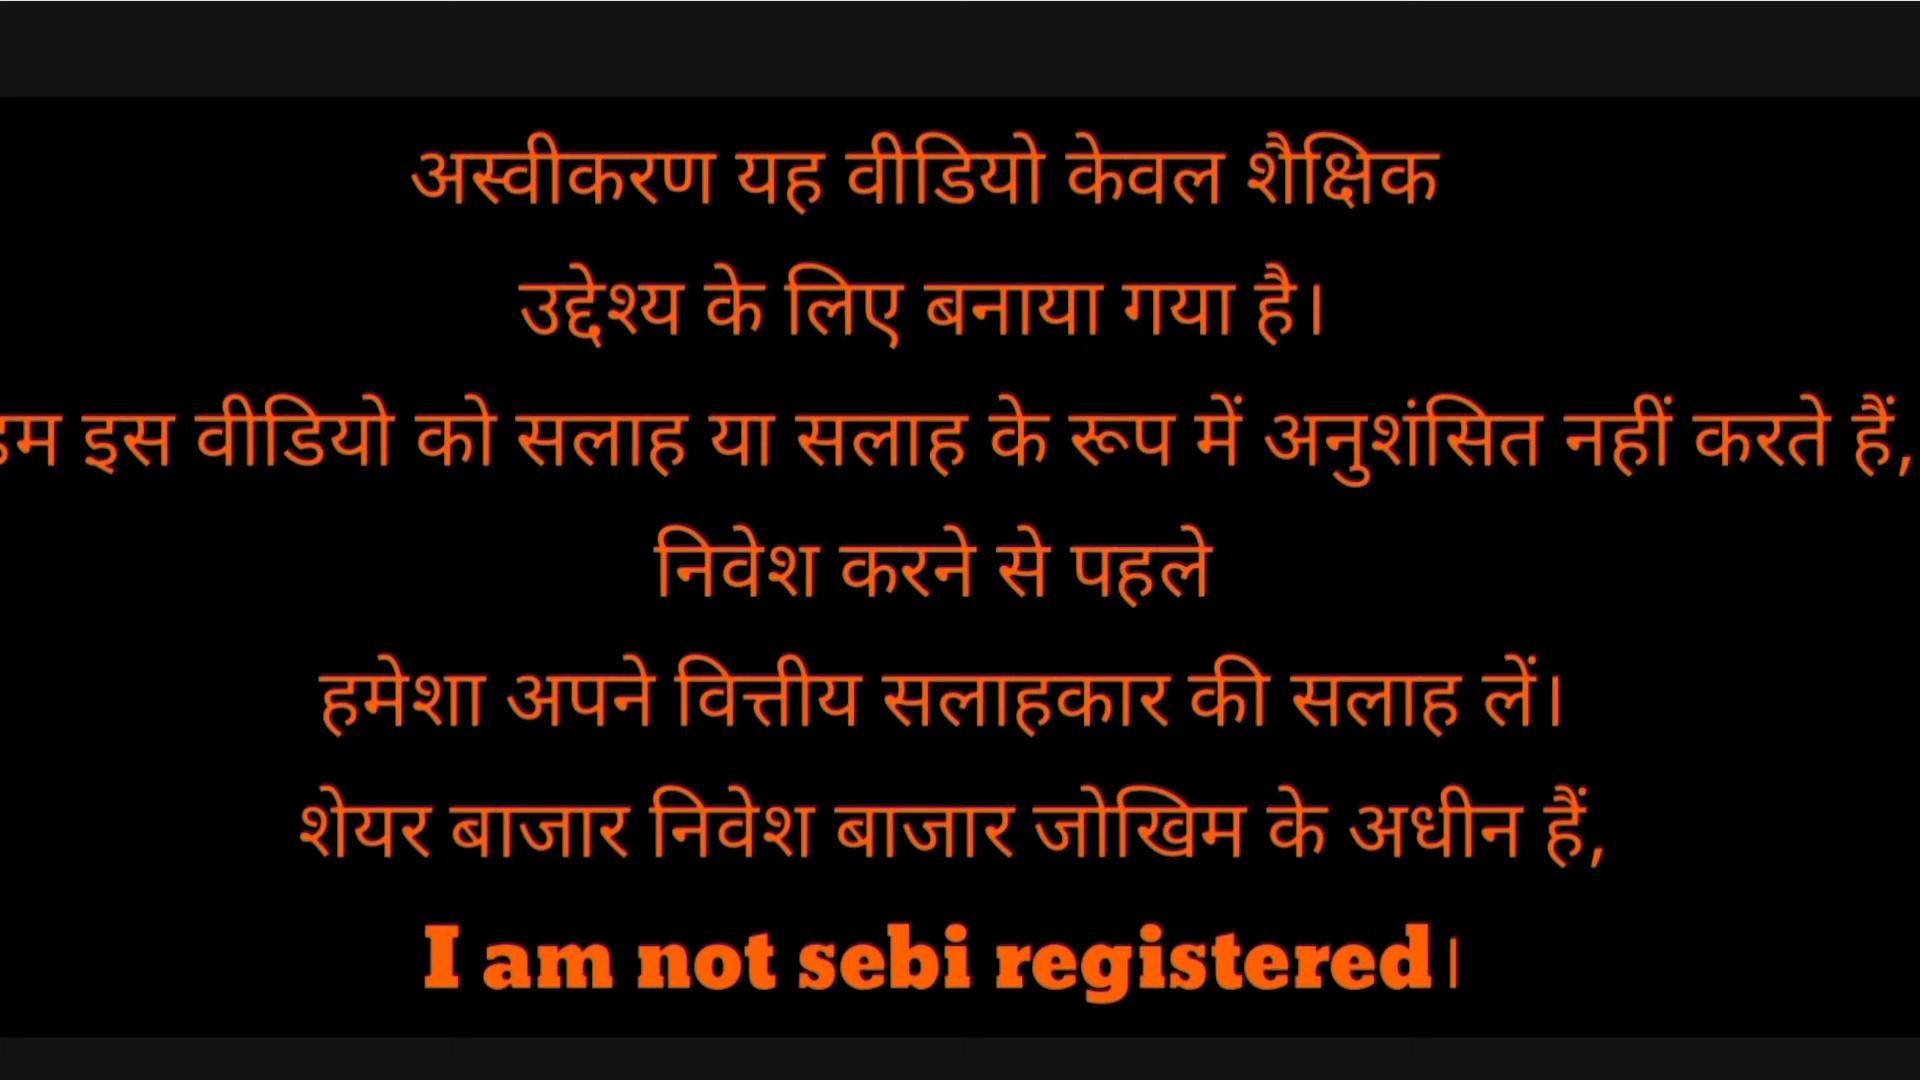 अस्वीकरण यह वीडियो केवल शैक्षिक
उद्देश्य के लिए बनाया गया है।
हम इस वीडियो को सलाह या सलाह के रूप में अनुशंसित नहीं करते हैं,
निवेश करने से पहले
हमेशा अपने वित्तीय सलाहकार की सलाह लें।
शेयर बाजार निवेश बाजार जोखिम के अधीन हैं,
I am not sebi registered।